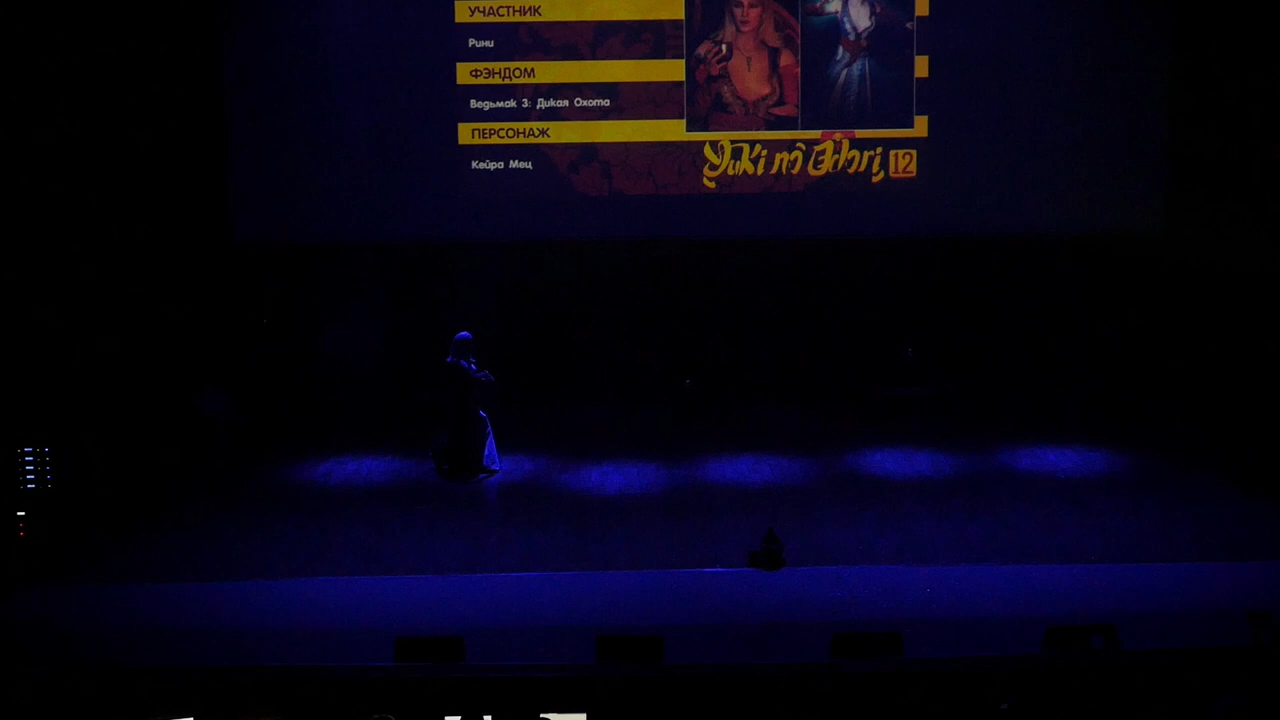 УЧАСТНИК
Рини
ФЭНДОМ
Ведьмак 3: Дикая Охота
ПЕРСОНАЖ
Кейра Мец
Yuki no Odori 12